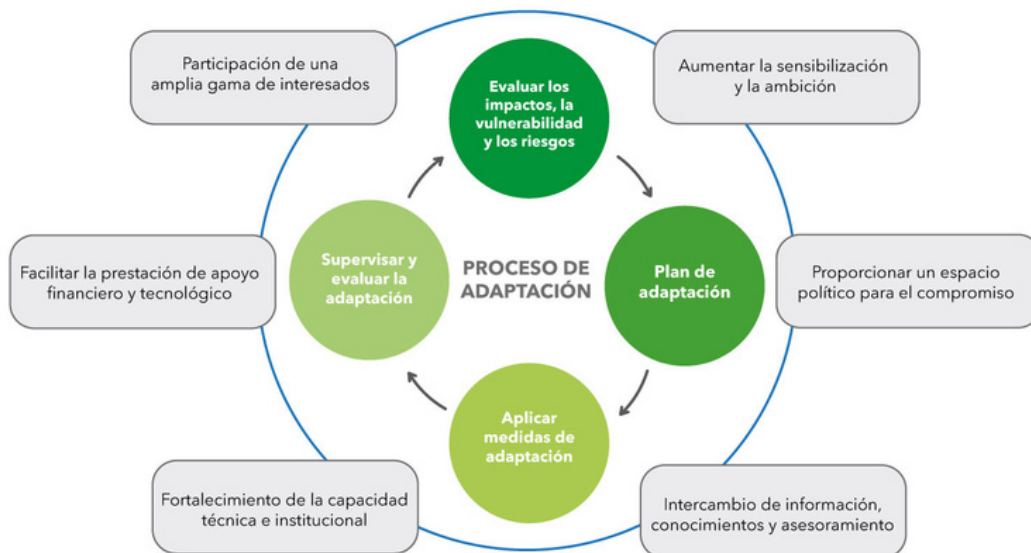 Participación de una
amplia gama de interesados
Evaluar los
impactos, la
vulnerabilidad
y los riesgos
Aumentar la sensibilización
y la ambición
Facilitar la prestación de apoyo
financiero y tecnológico
Supervisar y
evaluar la
adaptación
PROCESO DE
ADAPTACIÓN
Plan de
adaptación
Proporcionar un espacio
político para el compromiso
Aplicar
medidas de
adaptación
Fortalecimiento de la capacidad
técnica e institucional
Intercambio de información,
conocimientos y asesoramiento